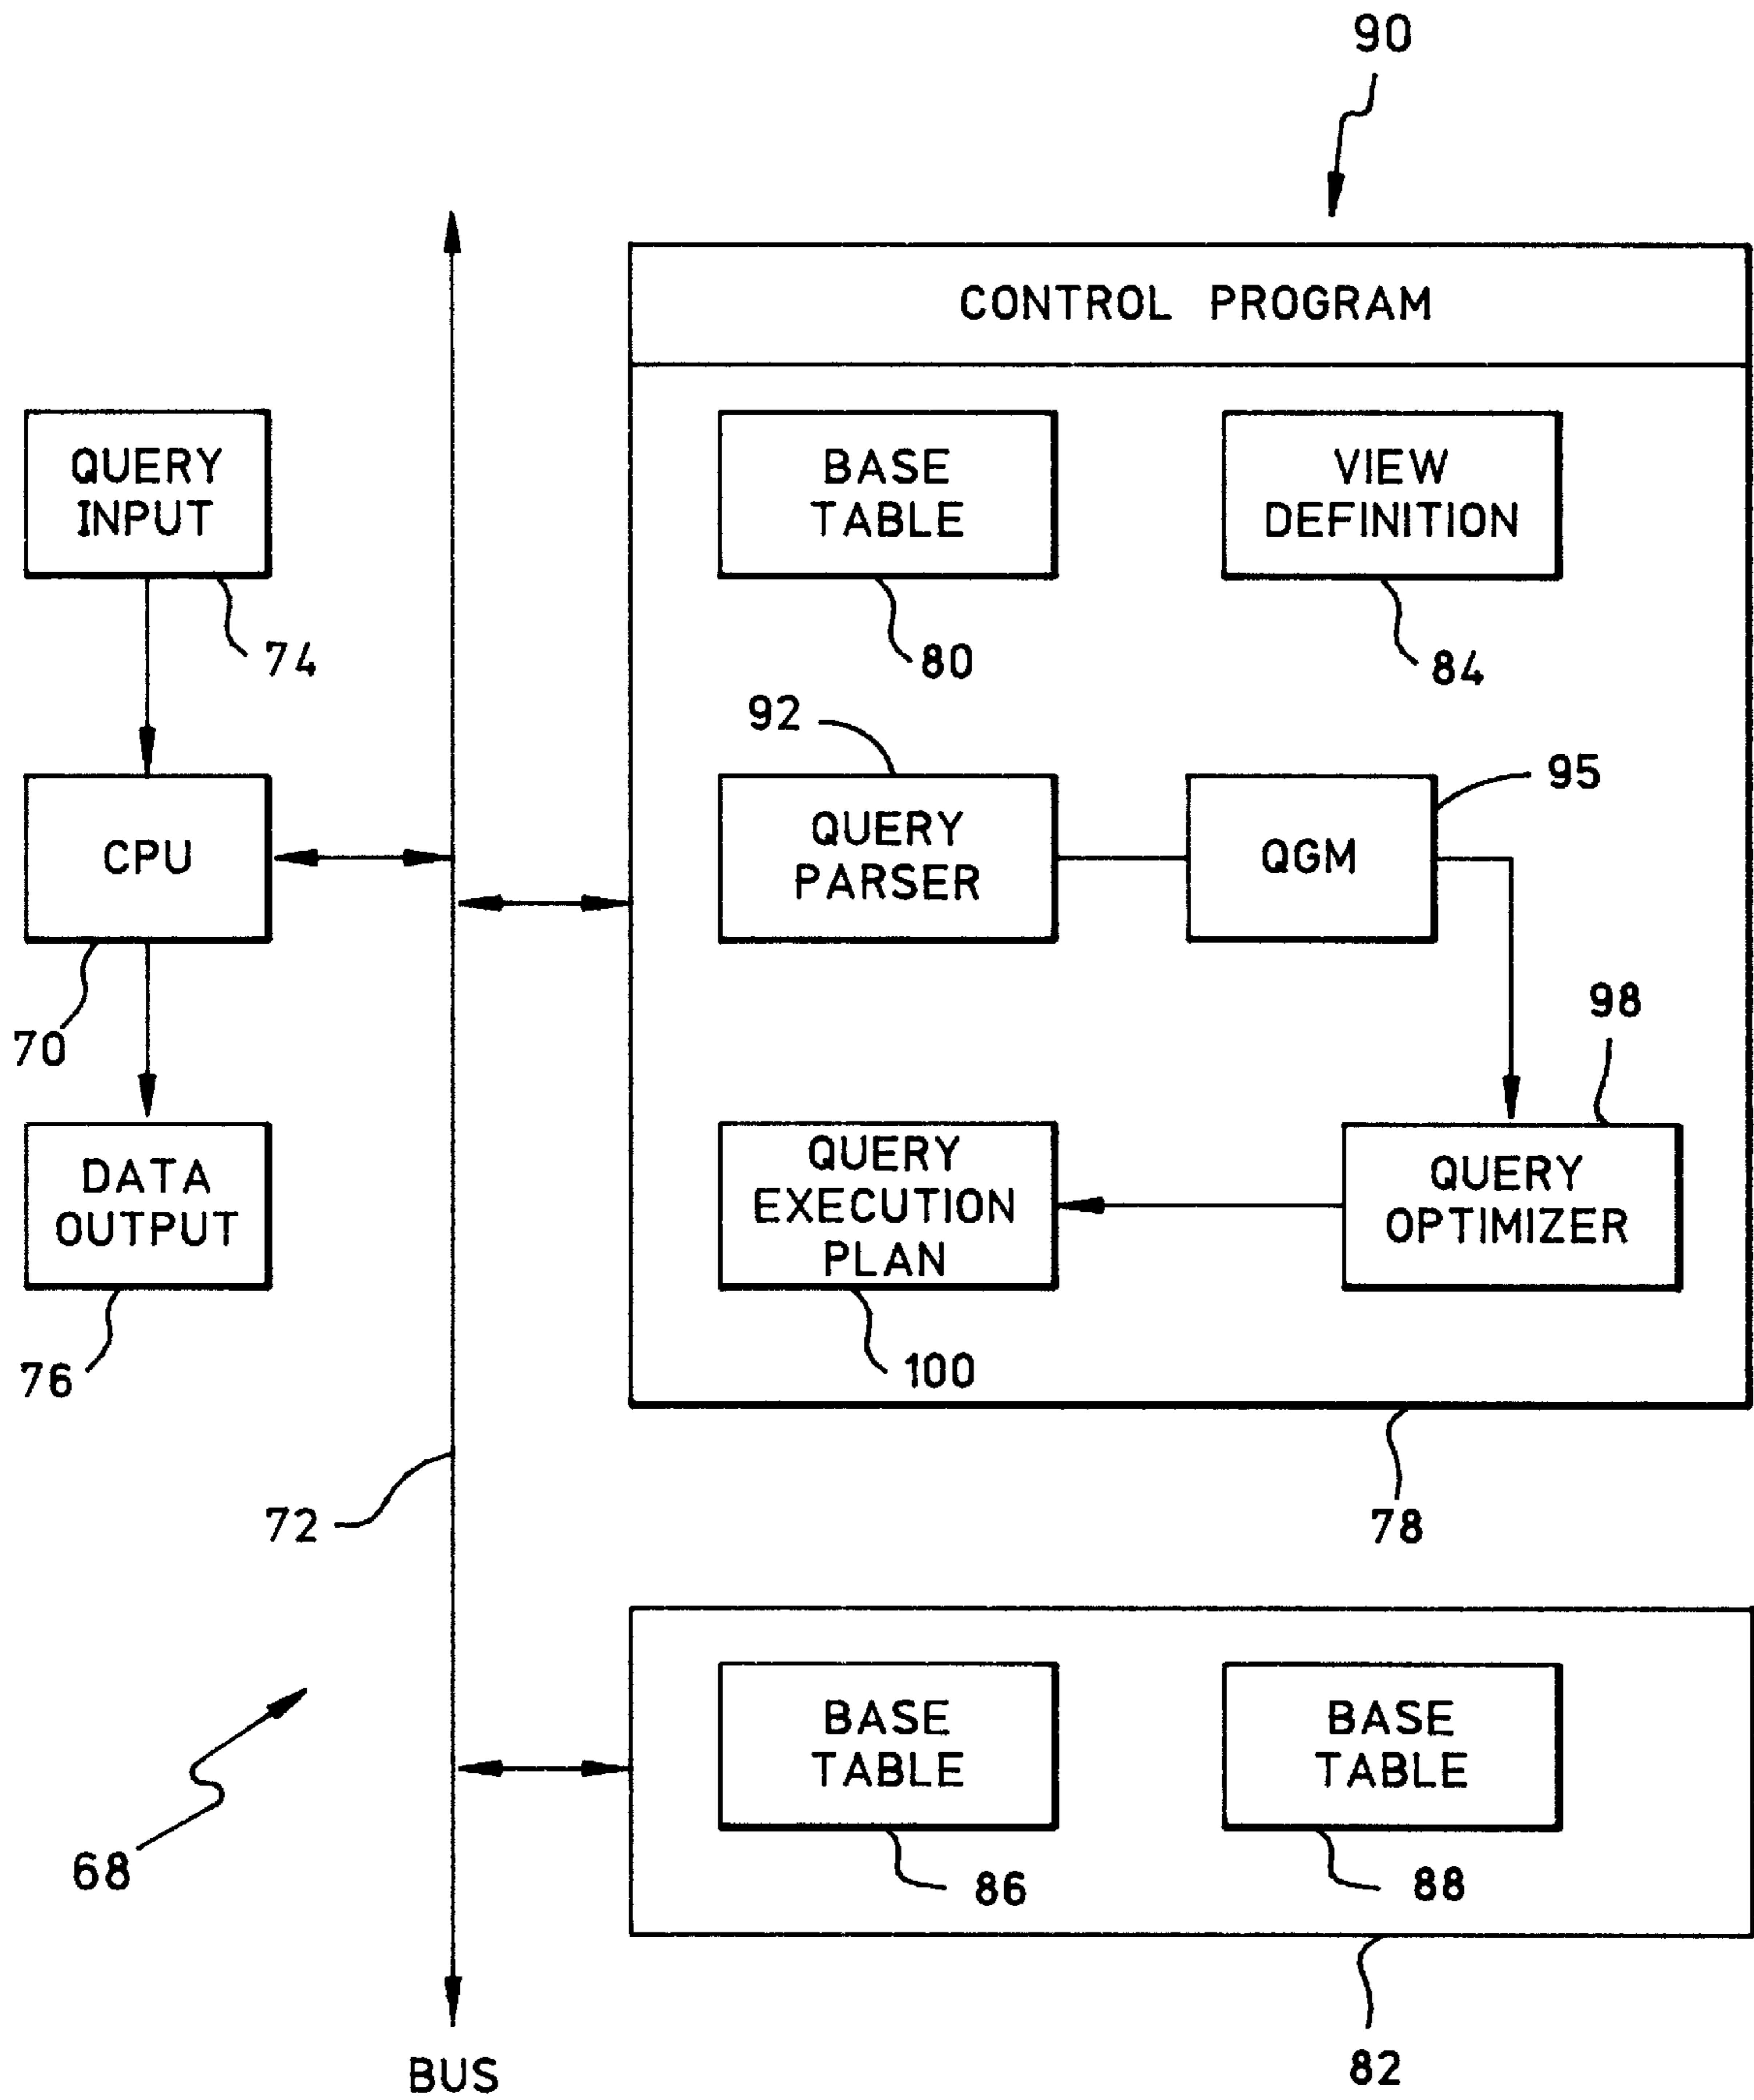 90
CONTROL PROGRAM
QUERY
INPUT
74
BASE
TABLE
80
VIEW
DEFINITION
84
92
95
CPU
70
QUERY
PARSER
QGM
98
DATA
OUTPUT
76
QUERY
EXECUTION
PLAN
100
QUERY
OPTIMIZER
72
78
BASE
TABLE
86
BASE
TABLE
88
68
82
BUS